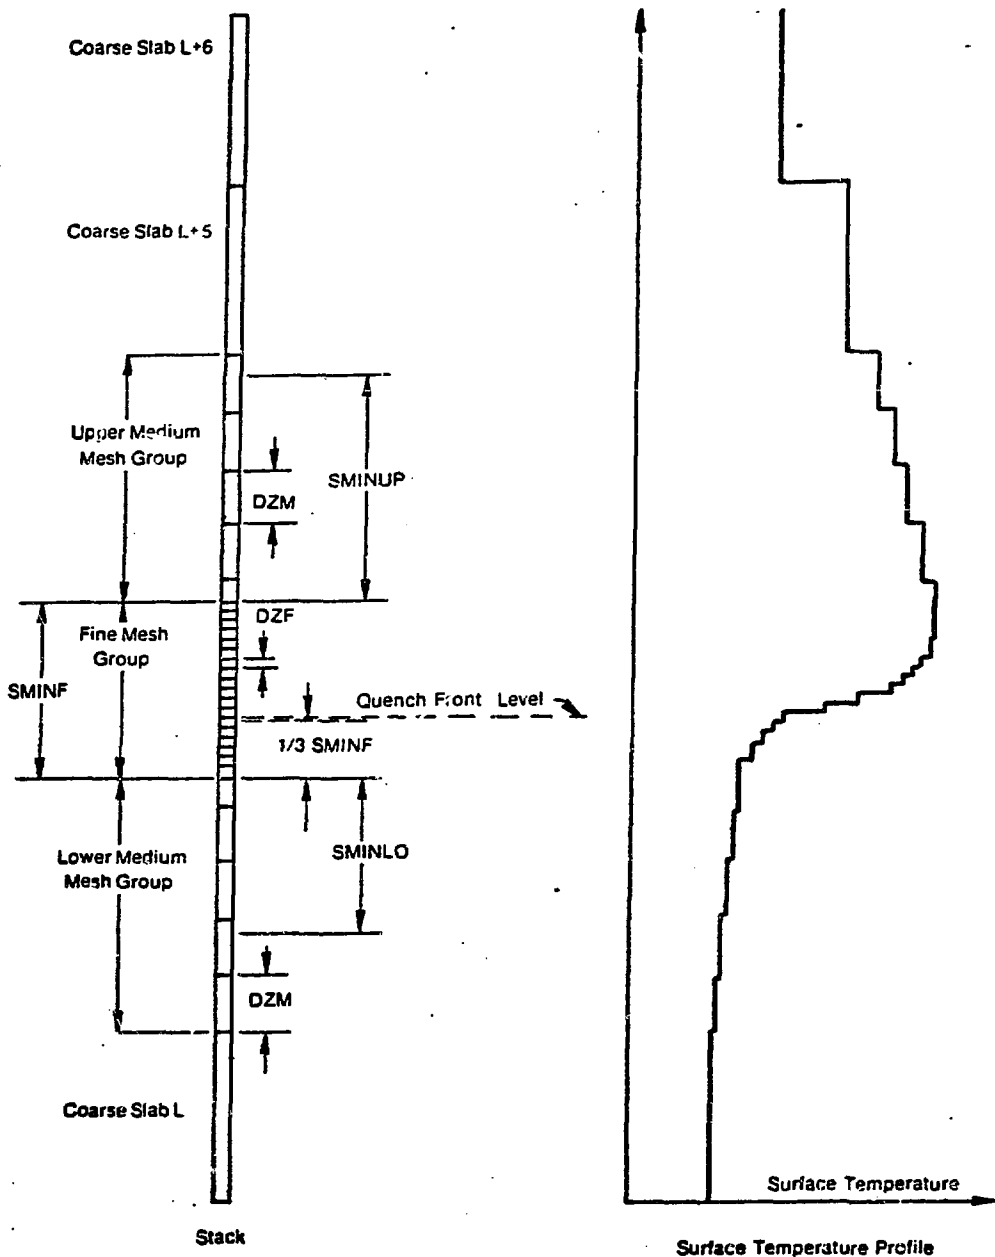 Coarse Slab L+6
Coarse Slab L+5
Upper Medium
Mesh Group
SMINUP
DZM
DZF
Fine Mesh
Group
SMINF
Quench Front Level
1/3 SMINF
Lower Medium
Mesh Group
SMINLO
DZM
Coarse Slab L
Stack
Surface Temperature
Surface Temperature Profile